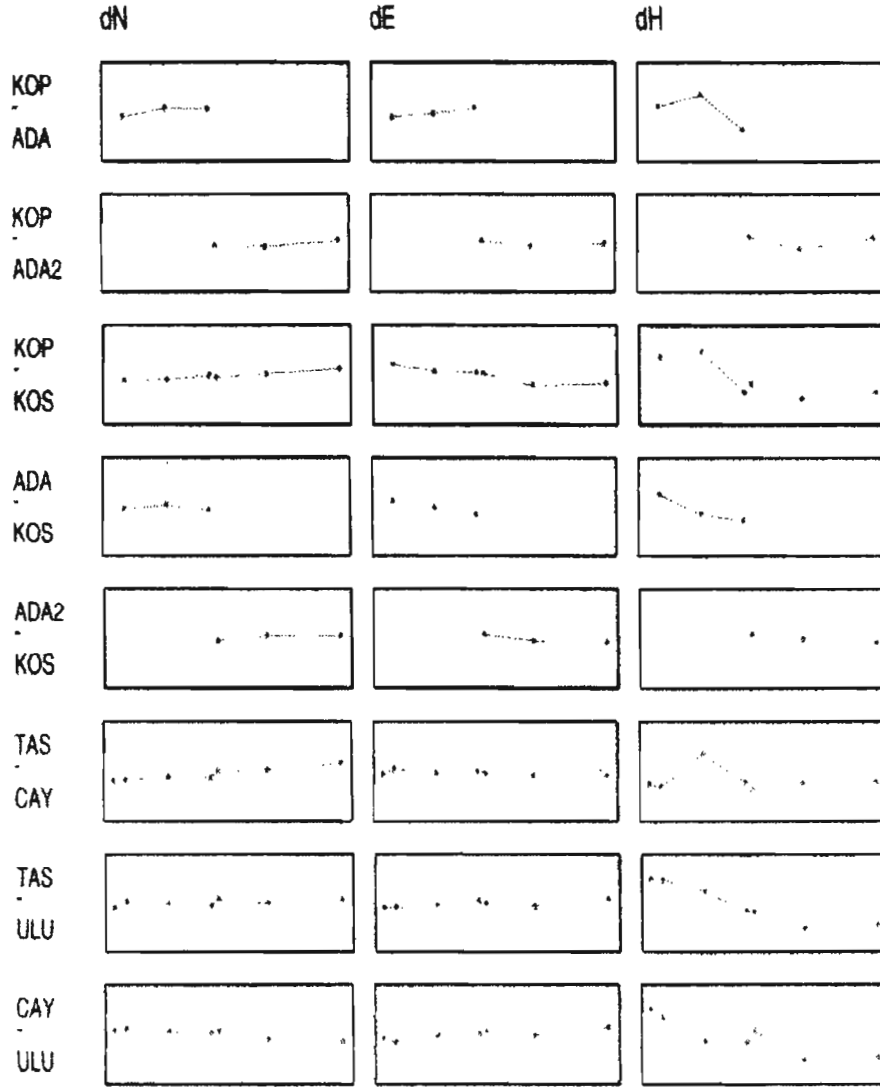 dN dE dH
KOP
-
ADA
KOP
-
ADA2
KOP
-
KOS
ADA
-
KOS
ADA2
-
KOS
TAS
-
CAY
TAS
-
ULU
CAY
-
ULU